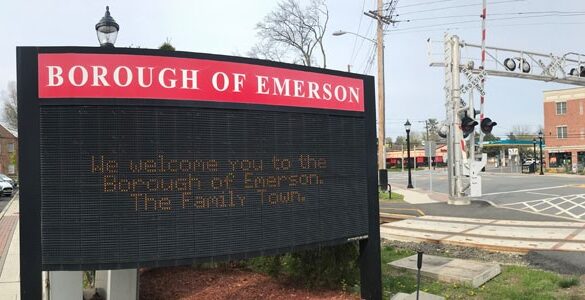 BOROUGH OF EMERSON
We welcome you to the
Borough of Emerson.
The Family Town.